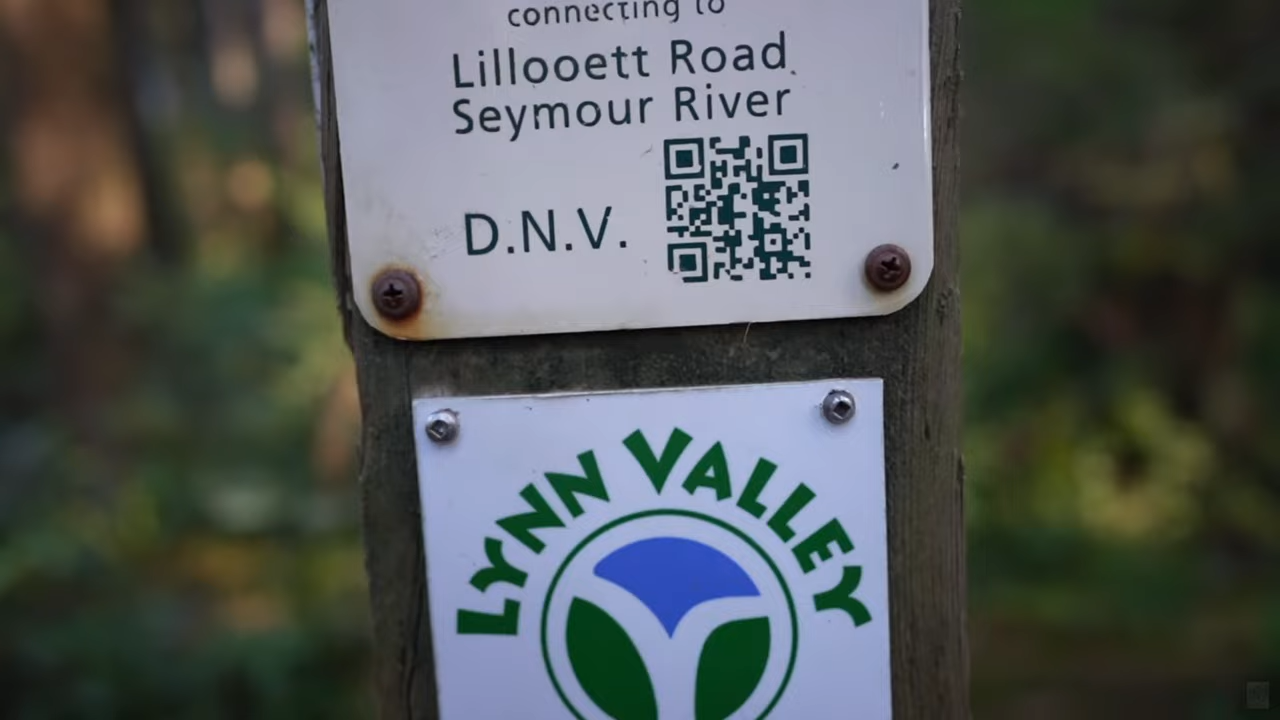 connecting to
Lillooett Road
Seymour River
D.N.V.
LYNN VALLEY